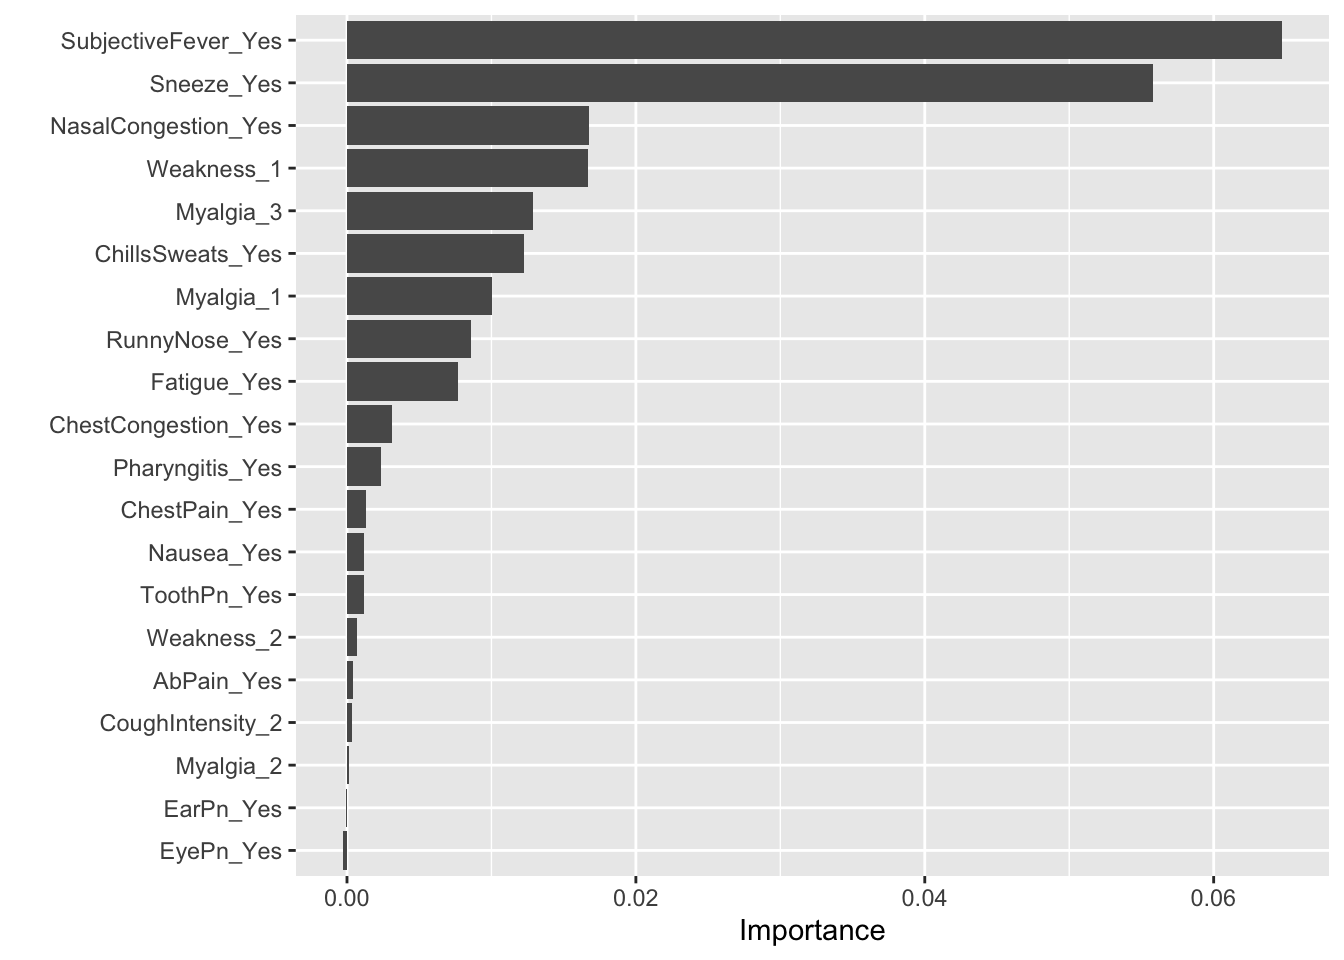 SubjectiveFever_Yes
Sneeze_Yes
NasalCongestion_Yes
Weakness_1
Myalgia_3
ChillsSweats_Yes
Myalgia_1
RunnyNose_Yes
Fatigue_Yes
ChestCongestion_Yes
Pharyngitis_Yes
ChestPain_Yes
Nausea_Yes
ToothPn_Yes
Weakness_2
AbPain_Yes
CoughIntensity_2
Myalgia_2
EarPn_Yes
EyePn_Yes
0.00 0.02 0.04 0.06
Importance